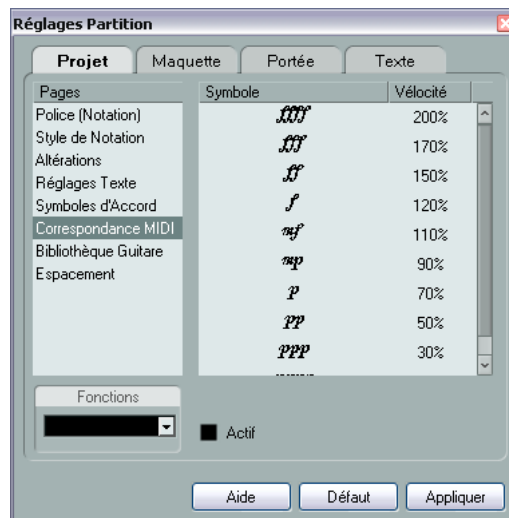 Réglages Partition
Projet Maquette Portée Texte
Pages
Police (Notation)
Style de Notation
Altérations
Réglages Texte
Symboles d'Accord
Correspondance MIDI
Bibliothèque Guitare
Espacement
Symbole Vélocité
ffff 200%
fff 170%
ff 150%
f 120%
mf 110%
mp 90%
p 70%
pp 50%
ppp 30%
Fonctions
Actif
Aide Défaut Appliquer